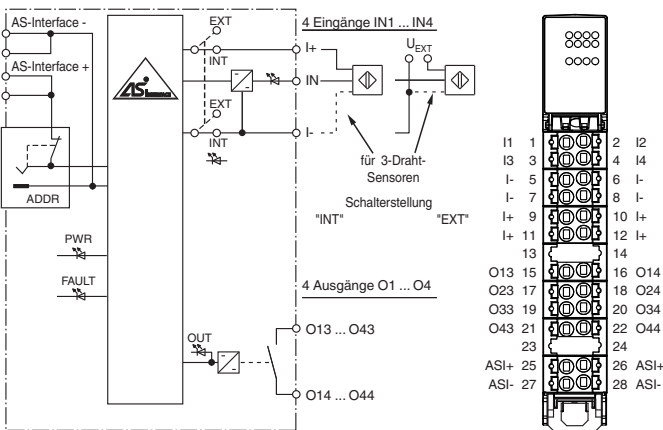 AS-Interface -
AS-Interface +
ADDR
PWR
FAULT
AS Interface
EXT
INT
EXT
INT
OUT
4 Eingänge IN1 ... IN4
I+
IN
I-
UEXT
für 3-Draht-
Sensoren
Schalterstellung
"INT" "EXT"
4 Ausgänge O1 ... O4
O13 ... O43
O14 ... O44
I1 1 2 I2
I3 3 4 I4
I- 5 6 I-
I- 7 8 I-
I+ 9 10 I+
I+ 11 12 I+
13 14
O13 15 16 O14
O23 17 18 O24
O33 19 20 O34
O43 21 22 O44
23 24
ASI+ 25 26 ASI+
ASI- 27 28 ASI-